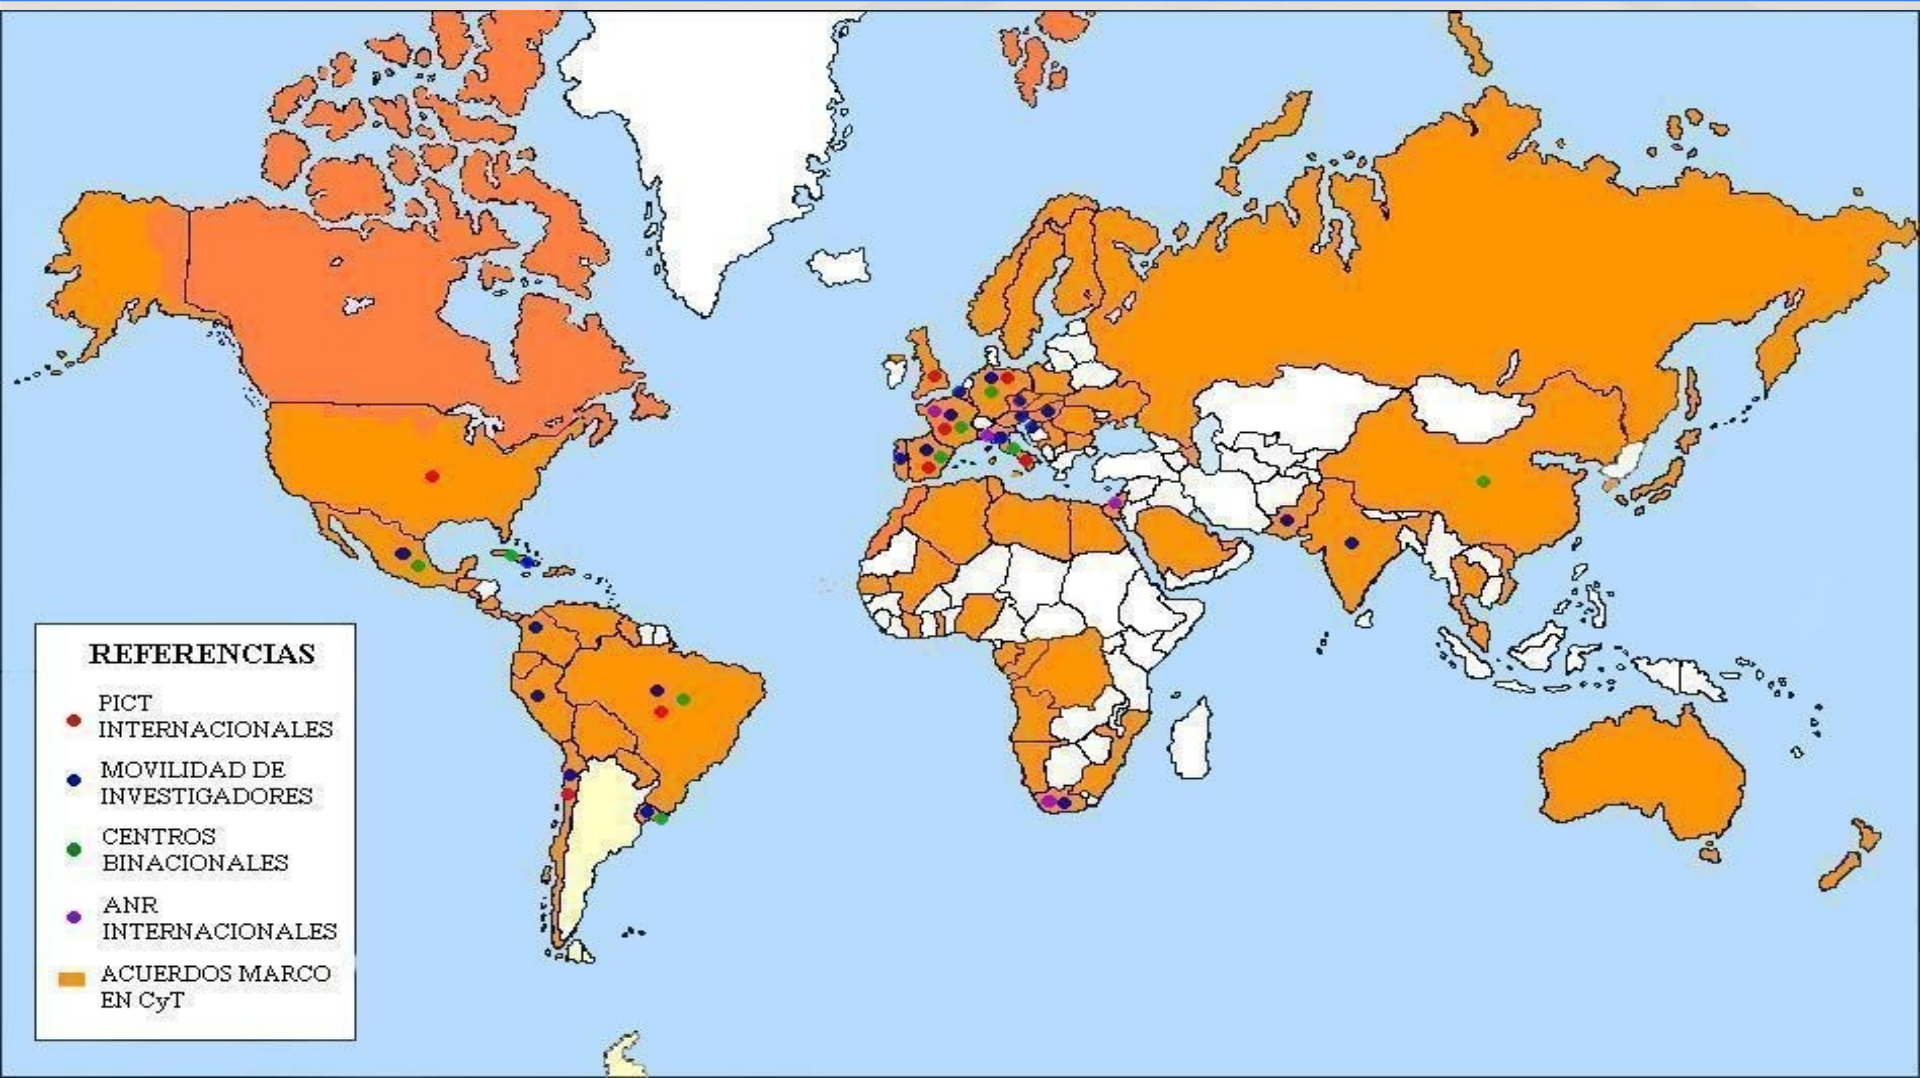 REFERENCIAS
PICT
INTERNACIONALES
MOVILIDAD DE
INVESTIGADORES
CENTROS
BINACIONALES
ANR
INTERNACIONALES
ACUERDOS MARCO
EN CyT